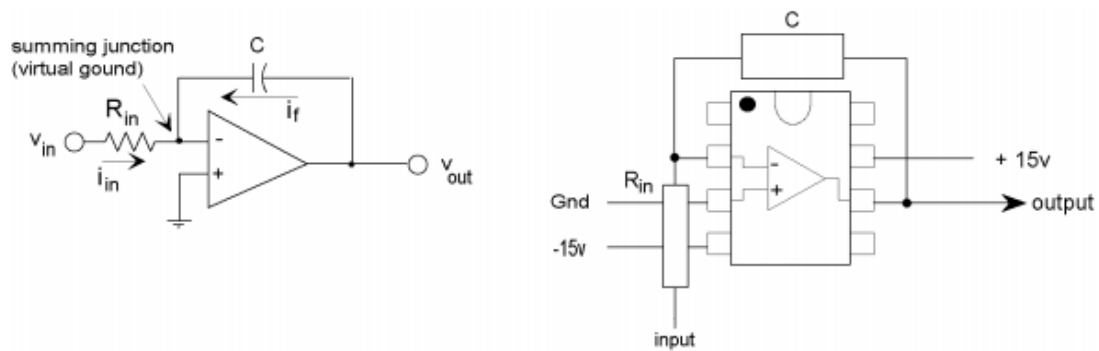 summing junction
(virtual gound)
C
R in
i f
v in
i in
-
+
v out
C
R in
-
+
+ 15v
Gnd
output
-15v
input